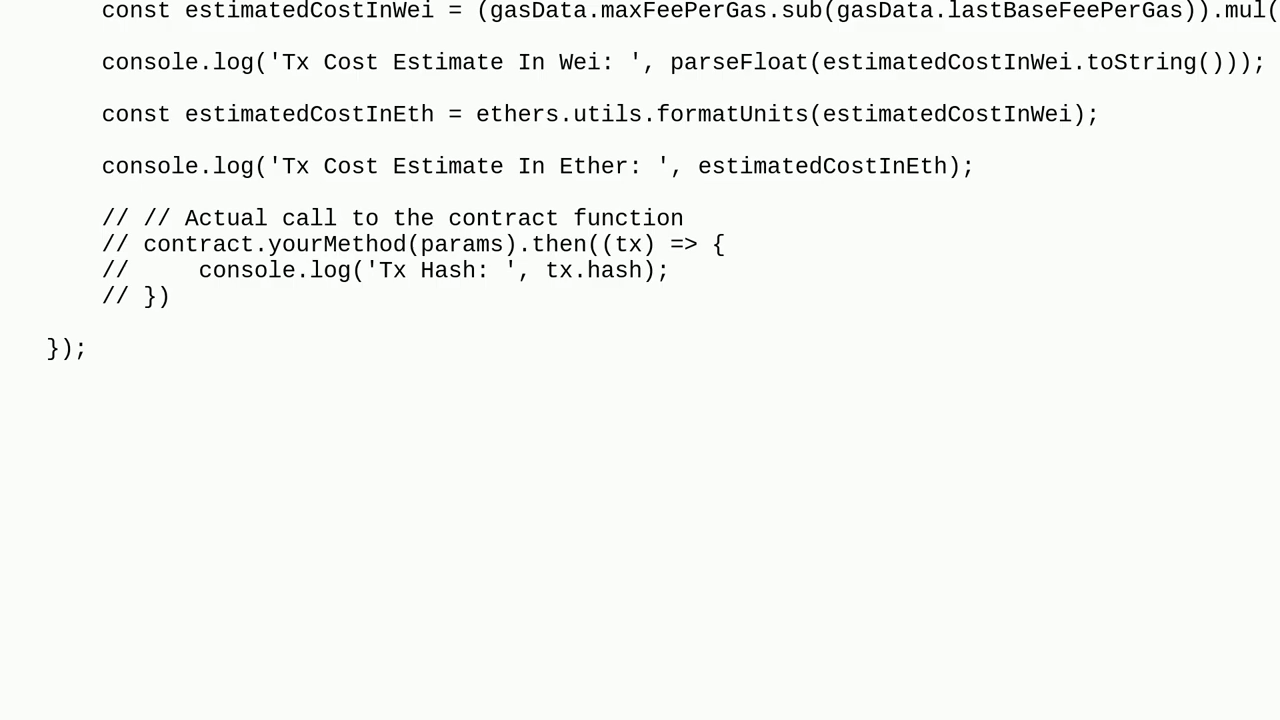 const estimatedCostInWei = (gasData.maxFeePerGas.sub(gasData.lastBaseFeePerGas)).mul(
console.log('Tx Cost Estimate In Wei: ', parseFloat(estimatedCostInWei.toString()));
const estimatedCostInEth = ethers.utils.formatUnits(estimatedCostInWei);
console.log('Tx Cost Estimate In Ether: ', estimatedCostInEth);
// // Actual call to the contract function
// contract.yourMethod(params).then((tx) => {
//     console.log('Tx Hash: ', tx.hash);
// })
});